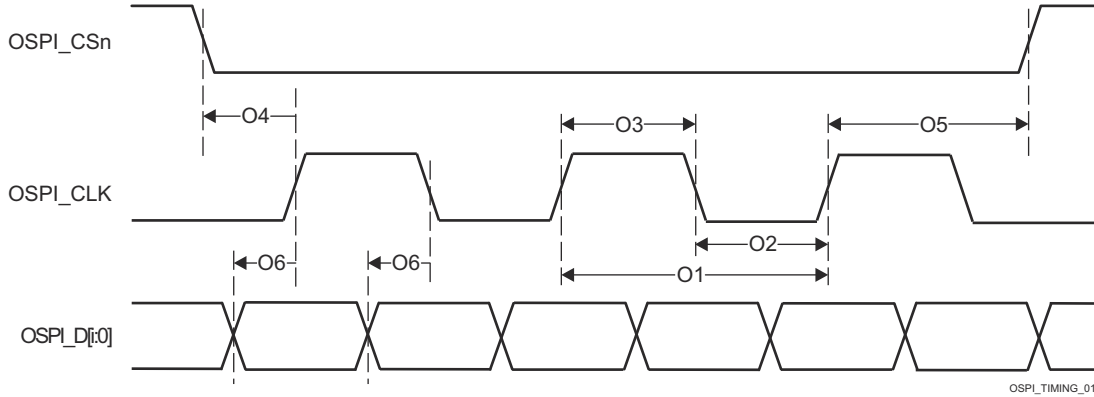 OSPI_CSn
O4
O3
O5
OSPI_CLK
O2
O6
O6
O1
OSPI_D[i:0]
OSPI_TIMING_01